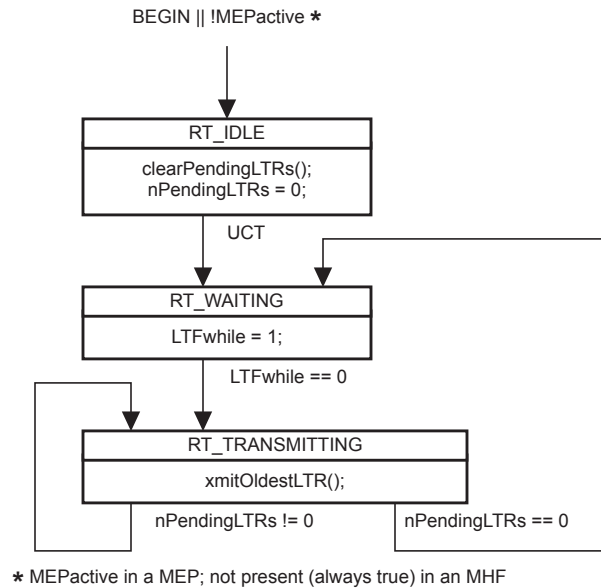 BEGIN || !MEPactive *
RT_IDLE
clearPendingLTRs();
nPendingLTRs = 0;
UCT
RT_WAITING
LTFwhile = 1;
LTFwhile == 0
RT_TRANSMITTING
xmitOldestLTR();
nPendingLTRs != 0
nPendingLTRs == 0
* MEPactive in a MEP; not present (always true) in an MHF